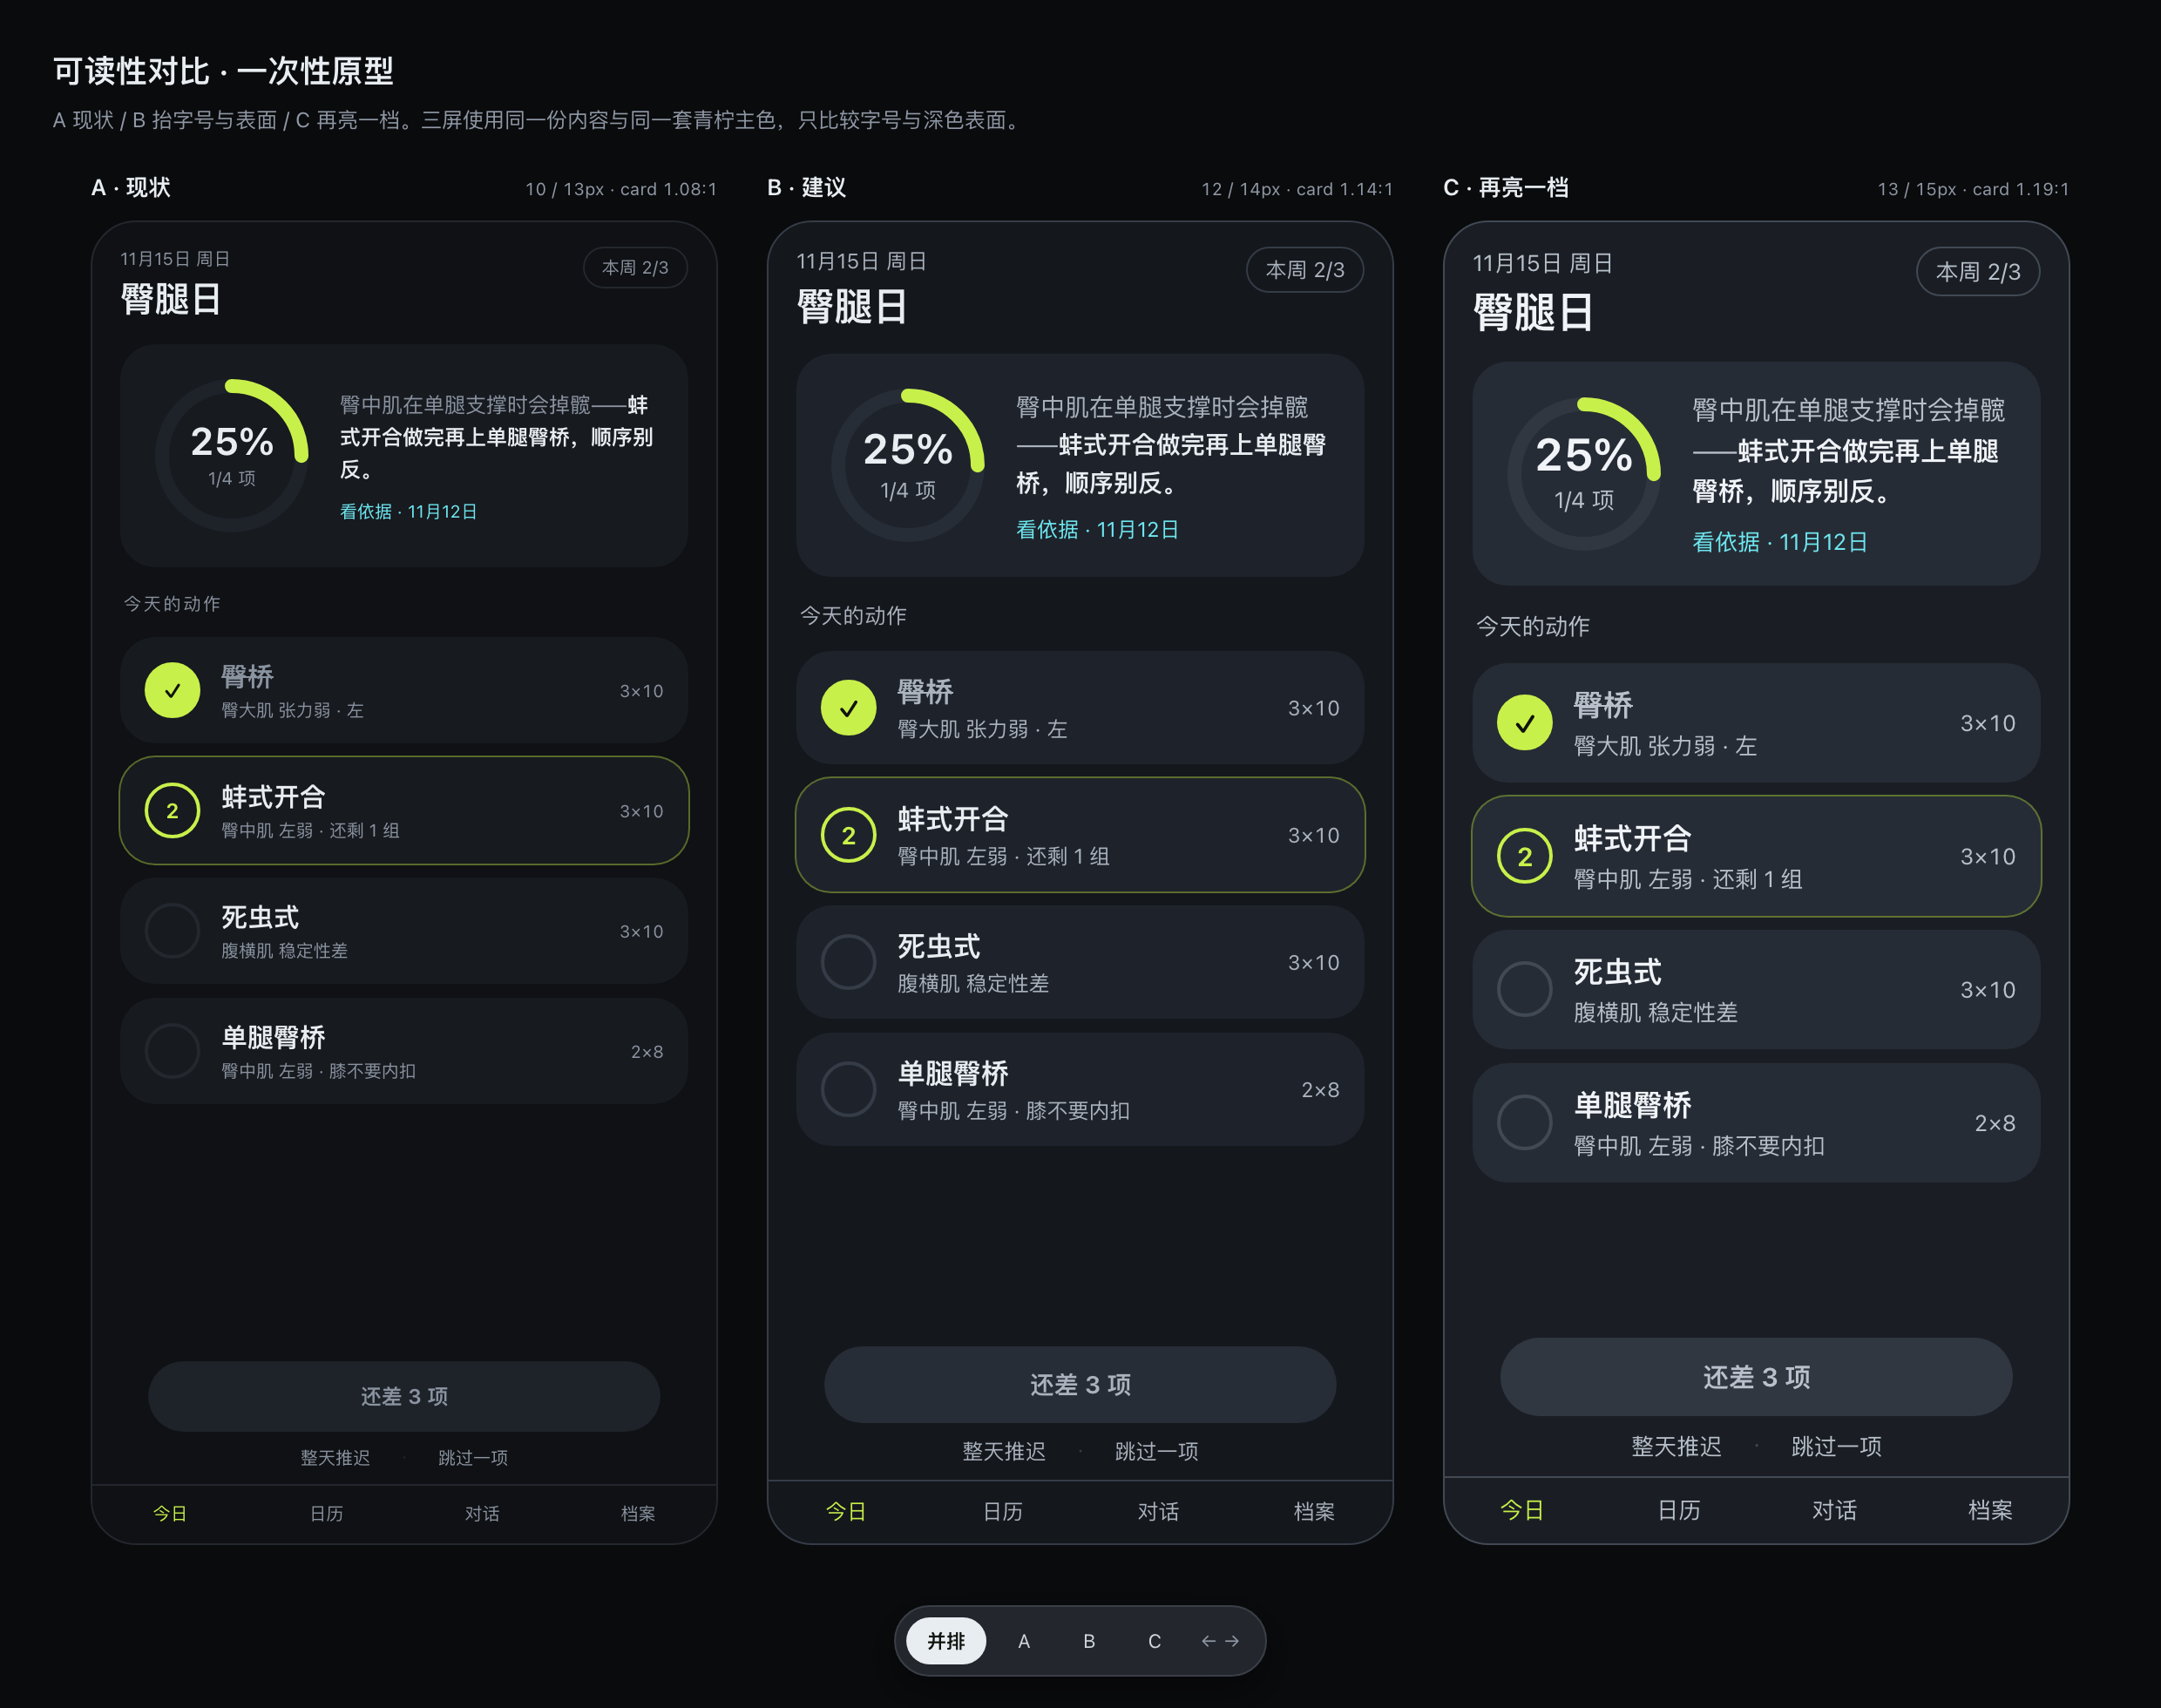 可读性对比 · 一次性原型
A 现状 / B 抬字号与表面 / C 再亮一档。三屏使用同一份内容与同一套青柠主色，只比较字号与深色表面。
A · 现状
10 / 13px · card 1.08:1
11月15日 周日
本周 2/3
臀腿日
25%
1/4 项
臀中肌在单腿支撑时会掉髋——蚌
式开合做完再上单腿臀桥，顺序别
反。
看依据 · 11月12日
今天的动作
臀桥
臀大肌 张力弱 · 左
3×10
2
蚌式开合
臀中肌 左弱 · 还剩 1 组
3×10
死虫式
腹横肌 稳定性差
3×10
单腿臀桥
臀中肌 左弱 · 膝不要内扣
2×8
还差 3 项
整天推迟 · 跳过一项
今日 日历 对话 档案
B · 建议
12 / 14px · card 1.14:1
11月15日 周日
本周 2/3
臀腿日
25%
1/4 项
臀中肌在单腿支撑时会掉髋
——蚌式开合做完再上单腿臀
桥，顺序别反。
看依据 · 11月12日
今天的动作
臀桥
臀大肌 张力弱 · 左
3×10
2
蚌式开合
臀中肌 左弱 · 还剩 1 组
3×10
死虫式
腹横肌 稳定性差
3×10
单腿臀桥
臀中肌 左弱 · 膝不要内扣
2×8
还差 3 项
整天推迟 · 跳过一项
今日 日历 对话 档案
C · 再亮一档
13 / 15px · card 1.19:1
11月15日 周日
本周 2/3
臀腿日
25%
1/4 项
臀中肌在单腿支撑时会掉髋
——蚌式开合做完再上单腿
臀桥，顺序别反。
看依据 · 11月12日
今天的动作
臀桥
臀大肌 张力弱 · 左
3×10
2
蚌式开合
臀中肌 左弱 · 还剩 1 组
3×10
死虫式
腹横肌 稳定性差
3×10
单腿臀桥
臀中肌 左弱 · 膝不要内扣
2×8
还差 3 项
整天推迟 · 跳过一项
今日 日历 对话 档案
并排 A B C ← →